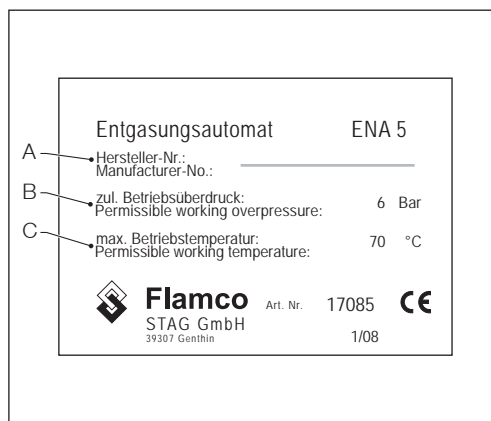 Entgasungsautomat ENA 5
A
Hersteller-Nr.:
Manufacturer-No.:
B
zul. Betriebsüberdruck:
Permissible working overpressure: 6 Bar
C
max. Betriebstemperatur:
Permissible working temperature: 70 °C
Flamco Art. Nr. 17085 CE
STAG GmbH
39307 Genthin 1/08